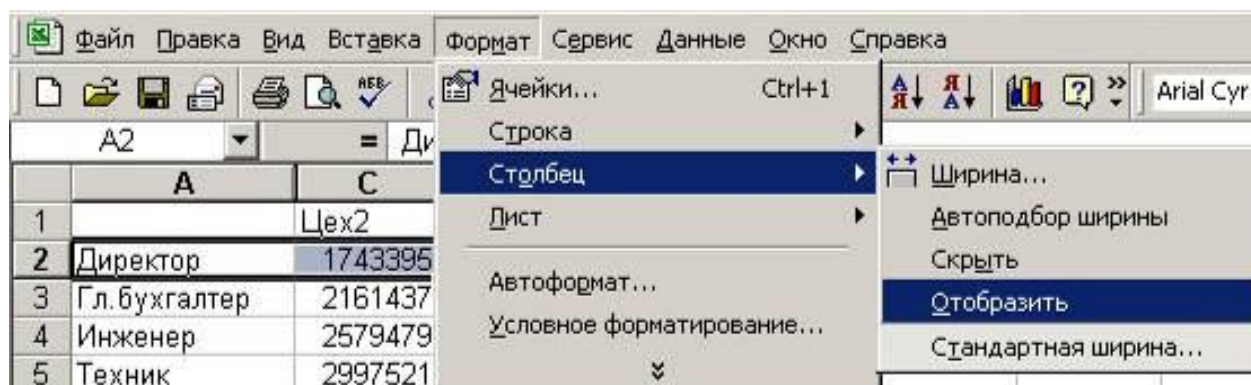 Файл Правка Вид Вставка Формат Сервис Данные Окно Справка
Ячейки... Ctrl+1
Arial Cyr
A2 = Ди
Строка
Столбец
Ширина...
A C
1 Цех2
Лист
Автоподбор ширины
2 Директор 1743395
Скрыть
3 Гл.бухгалтер 2161437
Автоформат...
Отобразить
4 Инженер 2579479
Условное форматирование...
Стандартная ширина...
5 Техник 2997521